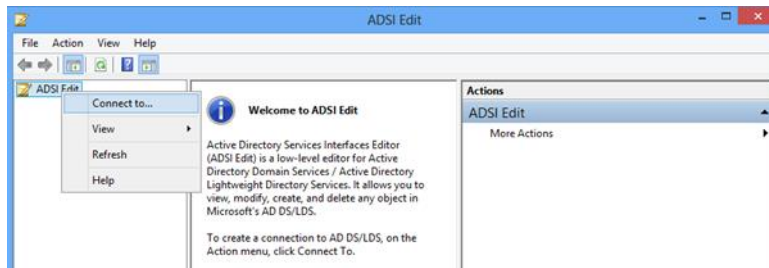 ADSI Edit
File Action View Help
ADSI Edit
Connect to...
View
Refresh
Help
Welcome to ADSI Edit
Active Directory Services Interfaces Editor
(ADSI Edit) is a low-level editor for Active
Directory Domain Services / Active Directory
Lightweight Directory Services. It allows you to
view, modify, create, and delete any object in
Microsoft's AD DS/LDS.
To create a connection to AD DS/LDS, on the
Action menu, click Connect To.
Actions
ADSI Edit
More Actions